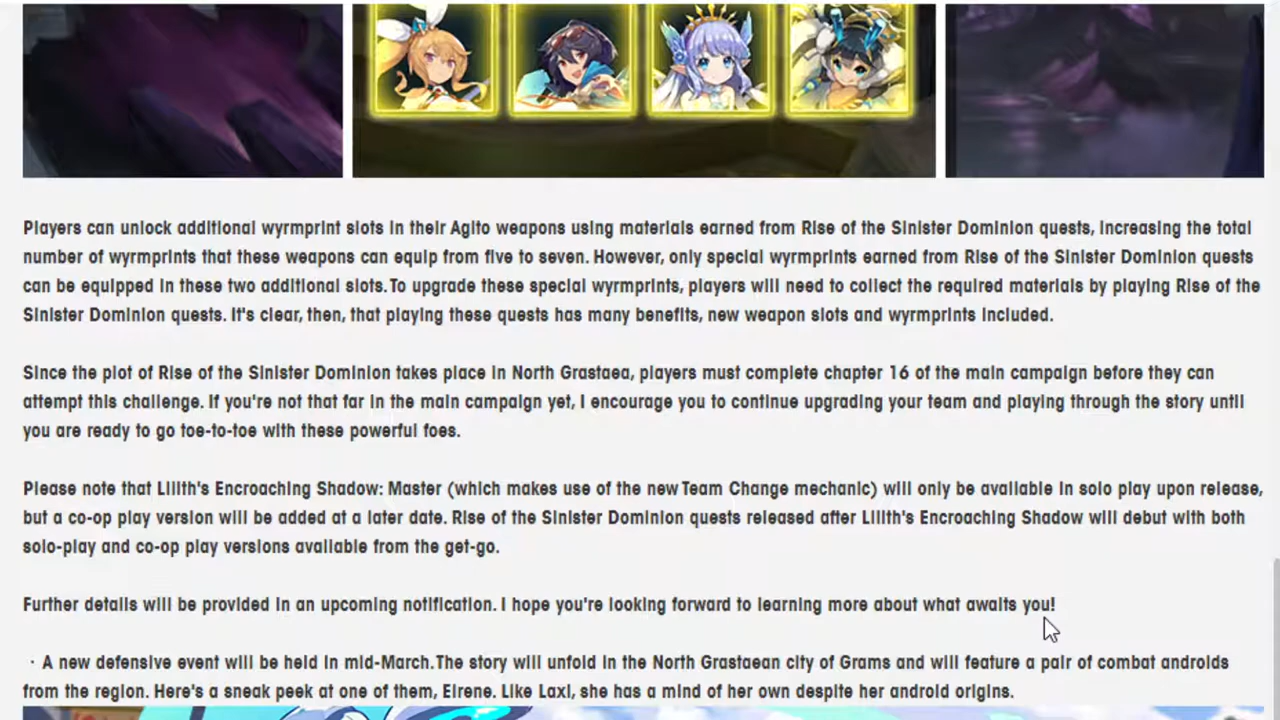 Players can unlock additional wyrmprint slots in their Agito weapons using materials earned from Rise of the Sinister Dominion quests, increasing the total
number of wyrmprints that these weapons can equip from five to seven. However, only special wyrmprints earned from Rise of the Sinister Dominion quests
can be equipped in these two additional slots.To upgrade these special wyrmprints, players will need to collect the required materials by playing Rise of the
Sinister Dominion quests. It's clear, then, that playing these quests has many benefits, new weapon slots and wyrmprints included.
Since the plot of Rise of the Sinister Dominion takes place in North Grastaea, players must complete chapter 16 of the main campaign before they can
attempt this challenge. If you're not that far in the main campaign yet, I encourage you to continue upgrading your team and playing through the story until
you are ready to go toe-to-toe with these powerful foes.
Please note that Lilith's Encroaching Shadow: Master (which makes use of the new Team Change mechanic) will only be available in solo play upon release,
but a co-op play version will be added at a later date. Rise of the Sinister Dominion quests released after Lilith's Encroaching Shadow will debut with both
solo-play and co-op play versions available from the get-go.
Further details will be provided in an upcoming notification. I hope you're looking forward to learning more about what awaits you!
· A new defensive event will be held in mid-March.The story will unfold in the North Grastaean city of Grams and will feature a pair of combat androids
from the region. Here's a sneak peek at one of them, Eirene. Like Laxi, she has a mind of her own despite her android origins.